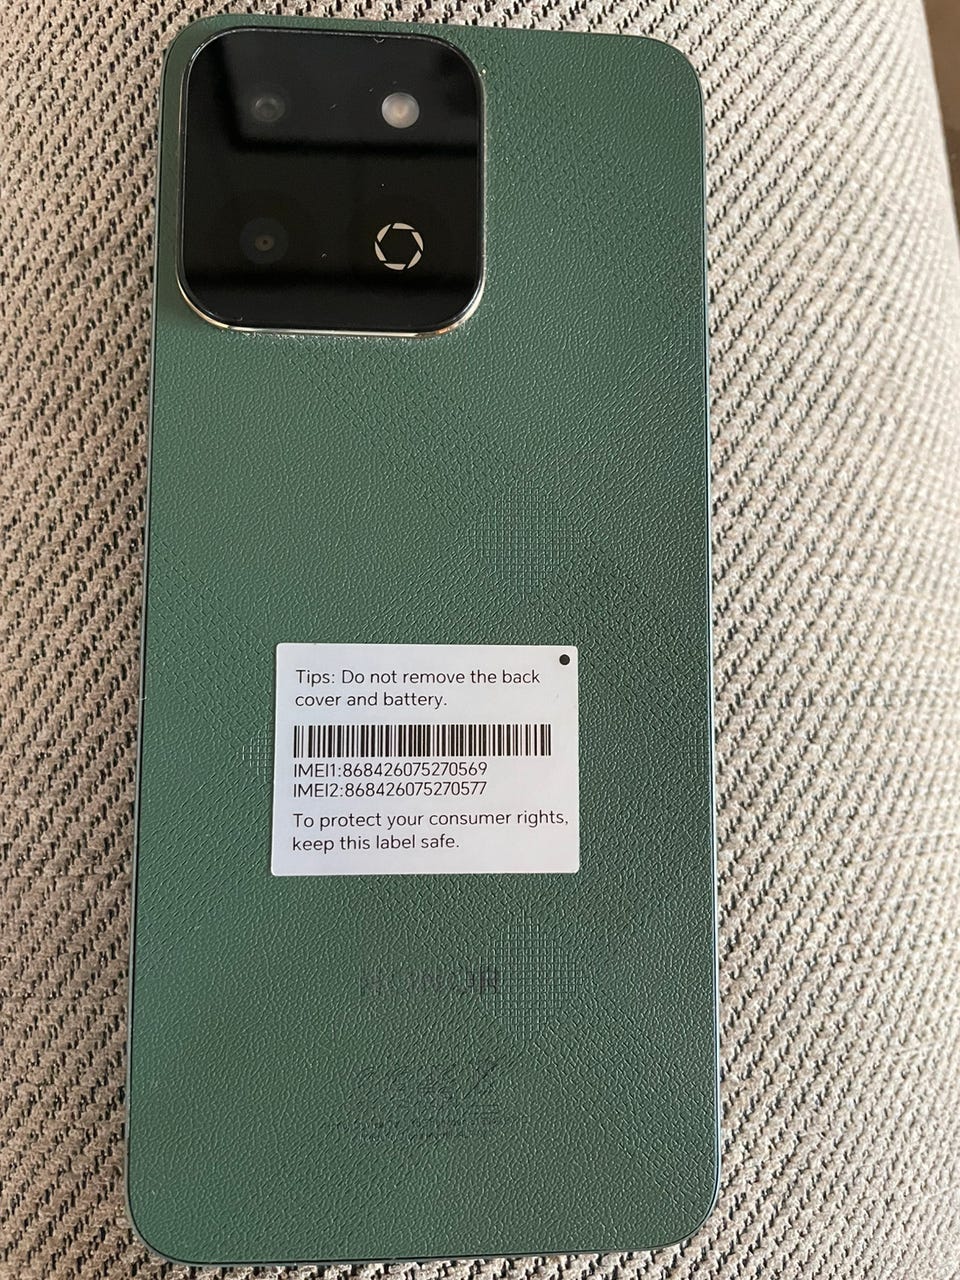 Tips: Do not remove the back
cover and battery.
IMEI1:868426075270569
IMEI2:868426075270577
To protect your consumer rights,
keep this label safe.
HONOR